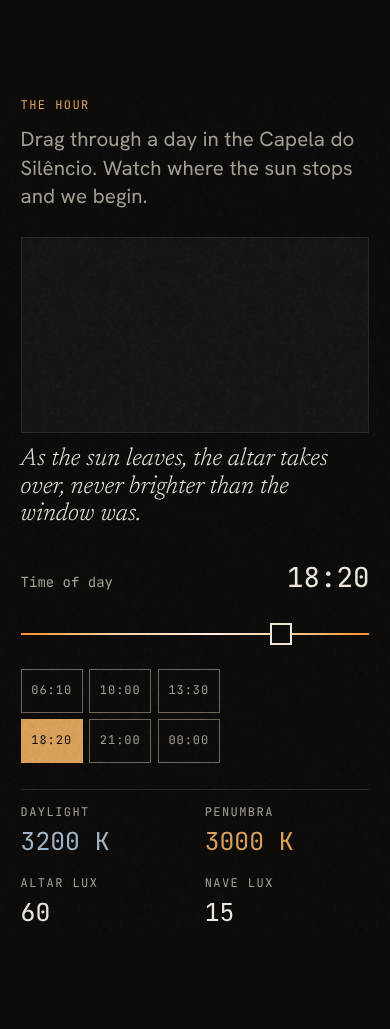 THE HOUR
Drag through a day in the Capela do
Silêncio. Watch where the sun stops
and we begin.
As the sun leaves, the altar takes
over, never brighter than the
window was.
Time of day 18:20
06:10 10:00 13:30
18:20 21:00 00:00
DAYLIGHT PENUMBRA
3200 K 3000 K
ALTAR LUX NAVE LUX
60 15